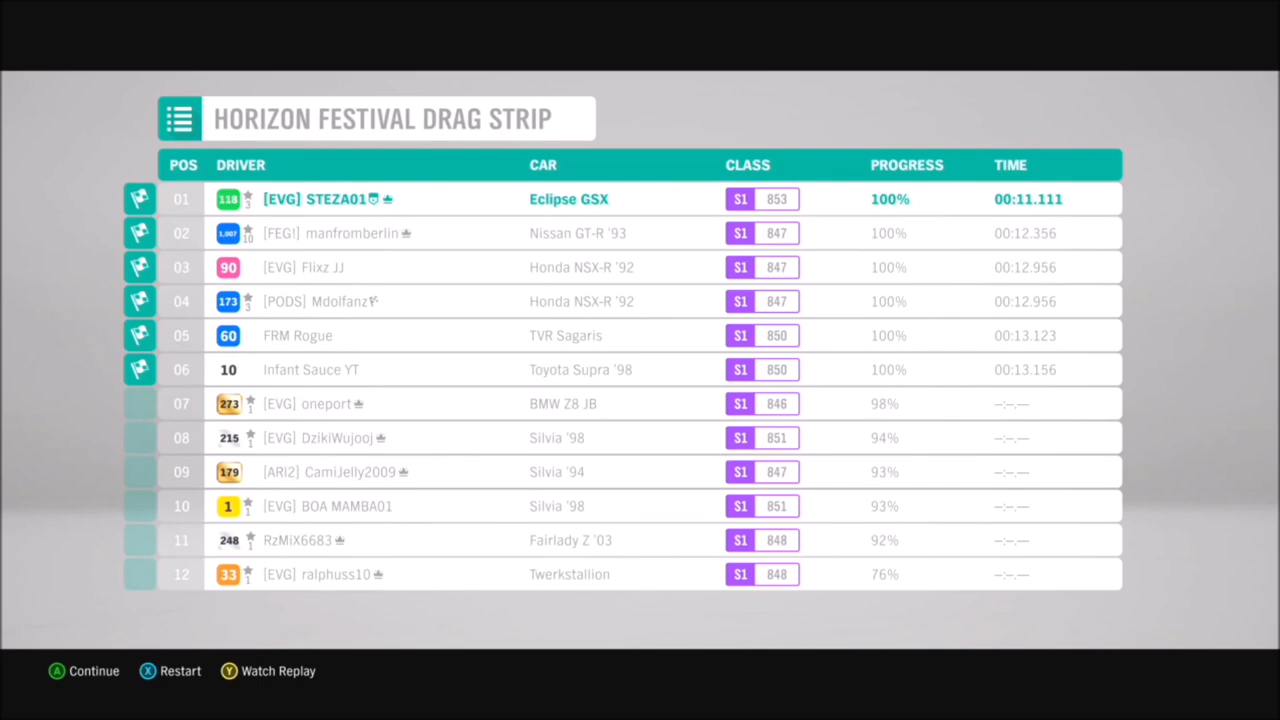 HORIZON FESTIVAL DRAG STRIP
POS DRIVER CAR CLASS PROGRESS TIME
01 118 3 [EVG] STEZA01 Eclipse GSX S1 853 100% 00:11.111
02 1,007 10 [FEG!] manfromberlin Nissan GT-R '93 S1 847 100% 00:12.356
03 90 [EVG] Flixz JJ Honda NSX-R '92 S1 847 100% 00:12.956
04 173 3 [PODS] Mdolfanz Honda NSX-R '92 S1 847 100% 00:12.956
05 60 FRM Rogue TVR Sagaris S1 850 100% 00:13.123
06 10 Infant Sauce YT Toyota Supra '98 S1 850 100% 00:13.156
07 273 1 [EVG] oneport BMW Z8 JB S1 846 98% --:--.---
08 215 1 [EVG] DzikiWujooj Silvia '98 S1 851 94% --:--.---
09 179 [ARI2] CamiJelly2009 Silvia '94 S1 847 93% --:--.---
10 1 1 [EVG] BOA MAMBA01 Silvia '98 S1 851 93% --:--.---
11 248 1 RzMiX6683 Fairlady Z '03 S1 848 92% --:--.---
12 33 1 [EVG] ralphuss10 Twerkstallion S1 848 76% --:--.---
A Continue X Restart Y Watch Replay